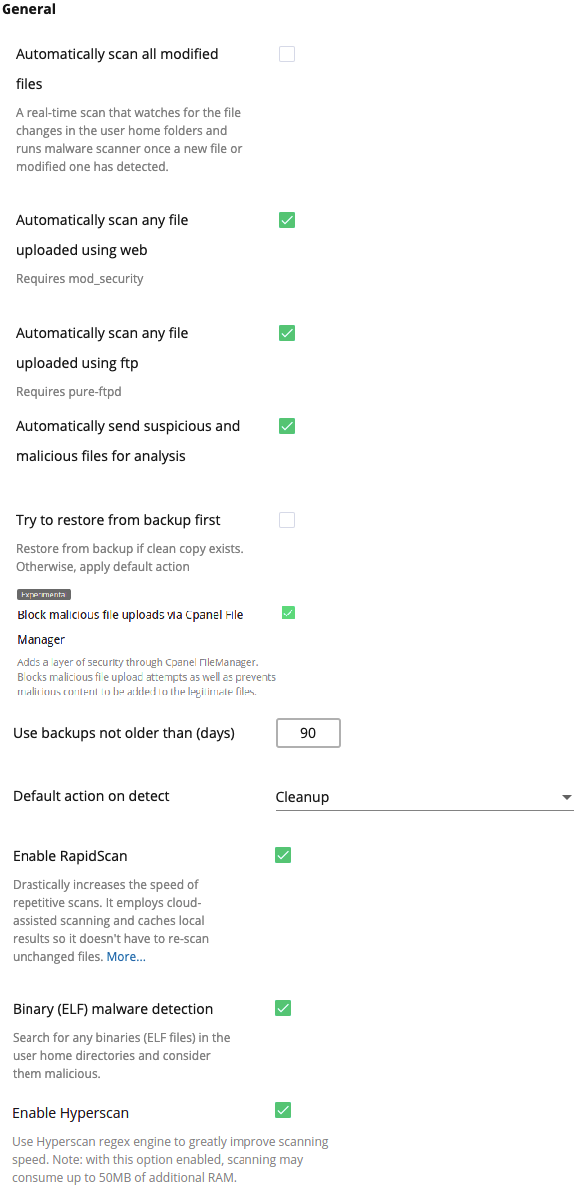 General
Automatically scan all modified
files
A real-time scan that watches for the file
changes in the user home folders and
runs malware scanner once a new file or
modified one has detected.
Automatically scan any file
uploaded using web
Requires mod_security
Automatically scan any file
uploaded using ftp
Requires pure-ftpd
Automatically send suspicious and
malicious files for analysis
Try to restore from backup first
Restore from backup if clean copy exists.
Otherwise, apply default action
Experimental
Block malicious file uploads via Cpanel File
Manager
Adds a layer of security through Cpanel FileManager.
Blocks malicious file upload attempts as well as prevents
malicious content to be added to the legitimate files.
Use backups not older than (days) 90
Default action on detect Cleanup
Enable RapidScan
Drastically increases the speed of
repetitive scans. It employs cloud-
assisted scanning and caches local
results so it doesn't have to re-scan
unchanged files. More...
Binary (ELF) malware detection
Search for any binaries (ELF files) in the
user home directories and consider
them malicious.
Enable Hyperscan
Use Hyperscan regex engine to greatly improve scanning
speed. Note: with this option enabled, scanning may
consume up to 50MB of additional RAM.